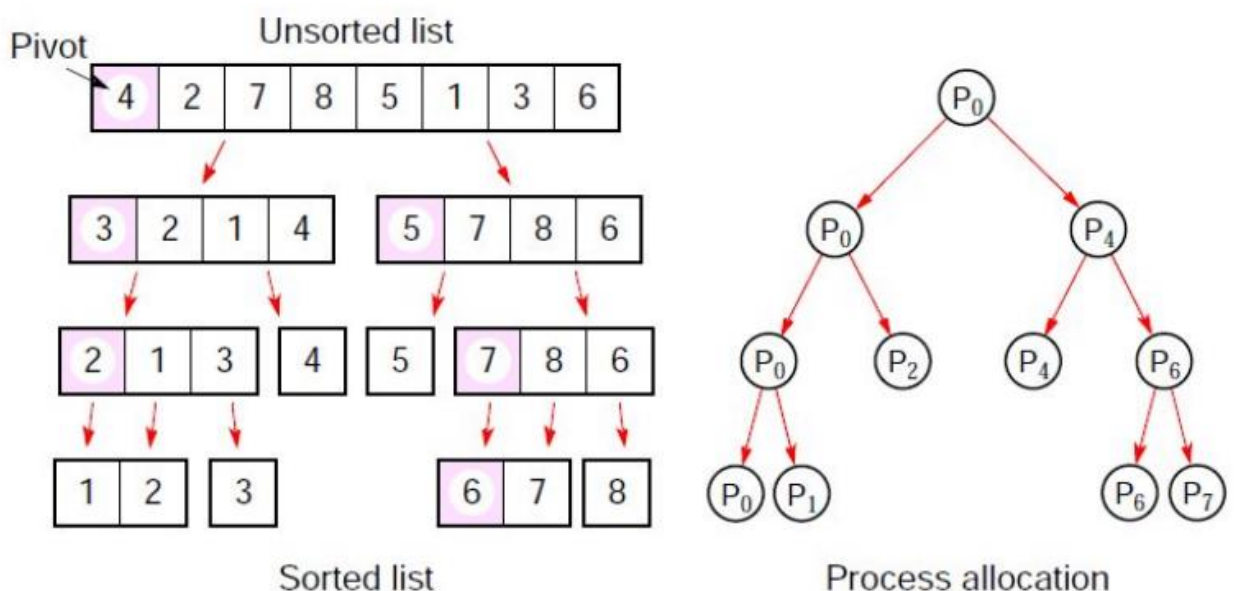 Unsorted list
Pivot
4 2 7 8 5 1 3 6
P0
3 2 1 4 5 7 8 6
P0 P4
2 1 3 4 5 7 8 6
P0 P2 P4 P6
1 2 3 6 7 8
P0 P1 P6 P7
Sorted list
Process allocation